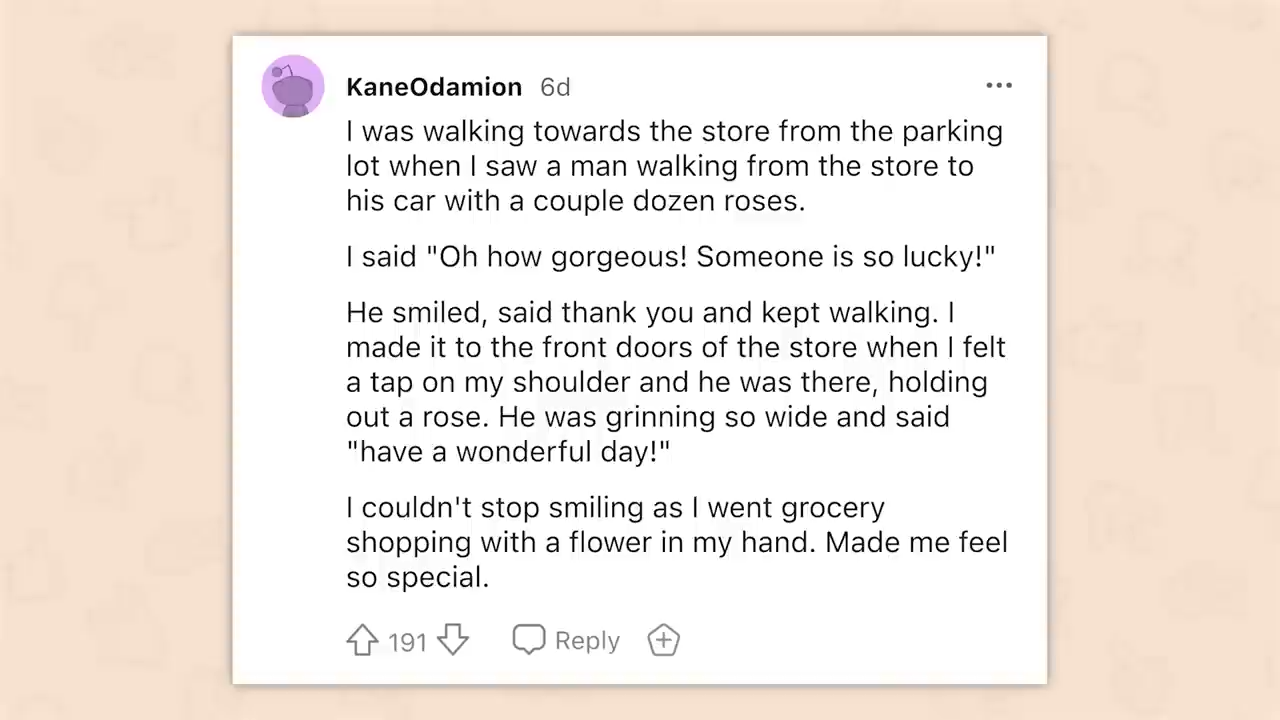 KaneOdamion 6d
I was walking towards the store from the parking
lot when I saw a man walking from the store to
his car with a couple dozen roses.
I said "Oh how gorgeous! Someone is so lucky!"
He smiled, said thank you and kept walking. I
made it to the front doors of the store when I felt
a tap on my shoulder and he was there, holding
out a rose. He was grinning so wide and said
"have a wonderful day!"
I couldn't stop smiling as I went grocery
shopping with a flower in my hand. Made me feel
so special.
191 Reply